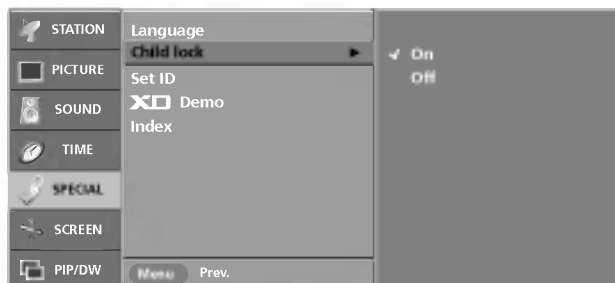 STATION
PICTURE
SOUND
TIME
SPECIAL
SCREEN
PIP/DW
Language
Child lock
Set ID
XD Demo
Index
Menu Prev.
On
Off